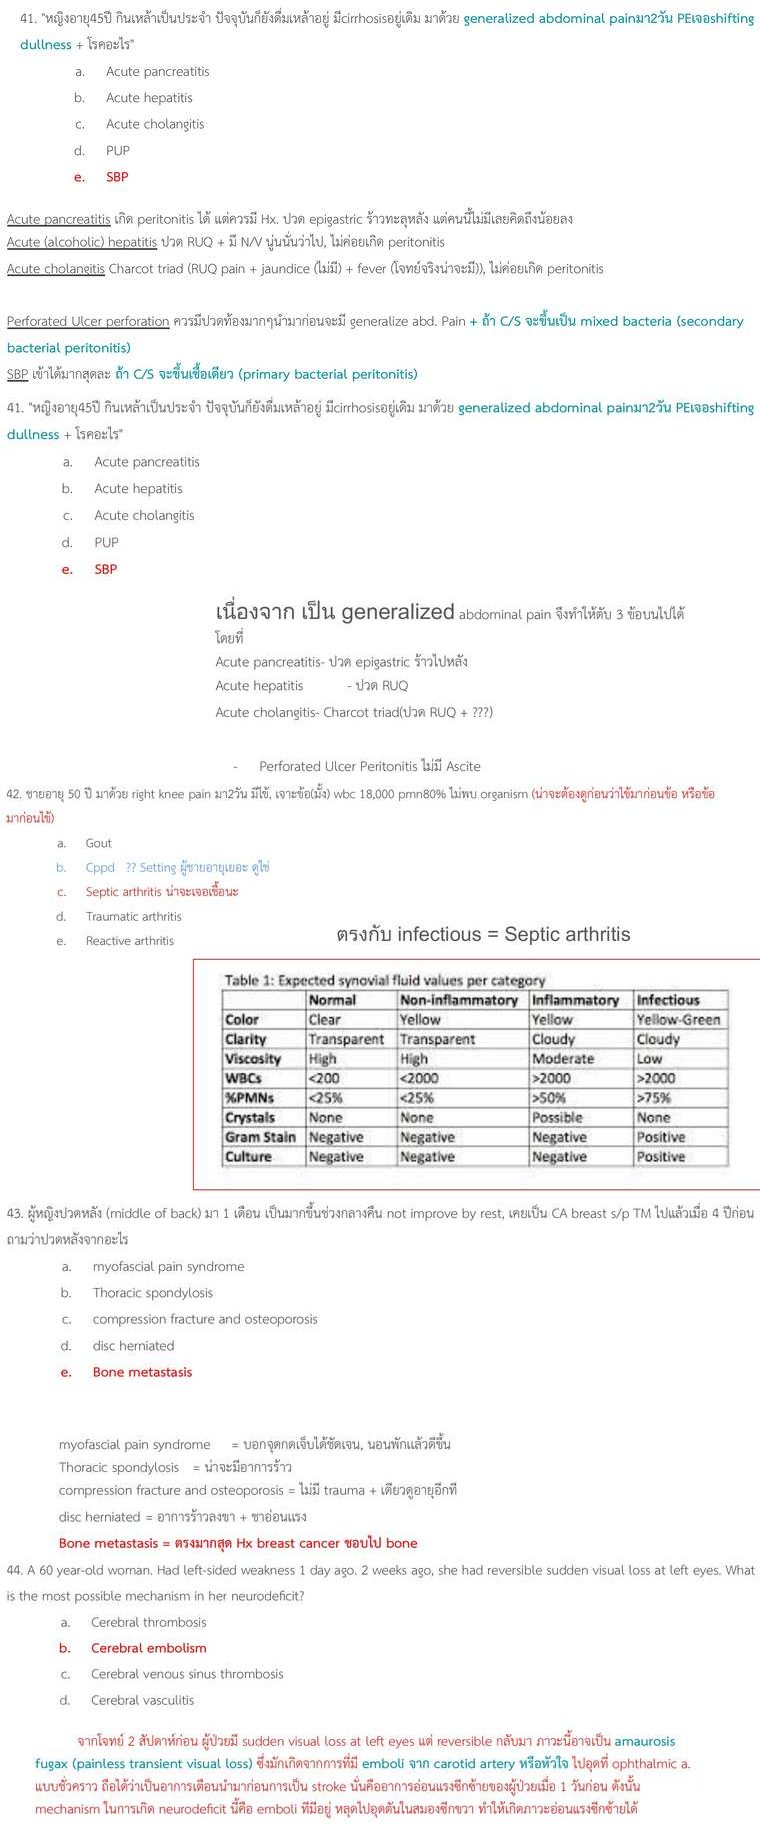 41. "หญิงอายุ45ปี กินเหล้าเป็นประจำ ปัจจุบันก็ยังดื่มเหล้าอยู่ มีcirrhosisอยู่เดิม มาด้วย generalized abdominal painมา2วัน PEเจอshifting
dullness + โรคอะไร"
a. Acute pancreatitis
b. Acute hepatitis
c. Acute cholangitis
d. PUP
e. SBP
Acute pancreatitis เกิด peritonitis ได้ แต่ควรมี Hx. ปวด epigastric ร้าวทะลุหลัง แต่คนนี้ไม่มีเลยคิดถึงน้อยลง
Acute (alcoholic) hepatitis ปวด RUQ + มี N/V นู่นนั่นว่าไป, ไม่ค่อยเกิด peritonitis
Acute cholangitis Charcot triad (RUQ pain + jaundice (ไม่มี) + fever (โจทย์จริงน่าจะมี)), ไม่ค่อยเกิด peritonitis
Perforated Ulcer perforation ควรมีปวดท้องมากๆนำมาก่อนจะมี generalize abd. Pain + ถ้า C/S จะขึ้นเป็น mixed bacteria (secondary
bacterial peritonitis)
SBP เข้าได้มากสุดละ ถ้า C/S จะขึ้นเชื้อเดียว (primary bacterial peritonitis)
41. "หญิงอายุ45ปี กินเหล้าเป็นประจำ ปัจจุบันก็ยังดื่มเหล้าอยู่ มีcirrhosisอยู่เดิม มาด้วย generalized abdominal painมา2วัน PEเจอshifting
dullness + โรคอะไร"
a. Acute pancreatitis
b. Acute hepatitis
c. Acute cholangitis
d. PUP
e. SBP
เนื่องจาก เป็น generalized abdominal pain จึงทำให้ตับ 3 ข้อบนไปได้
โดยที่
Acute pancreatitis- ปวด epigastric ร้าวไปหลัง
Acute hepatitis - ปวด RUQ
Acute cholangitis- Charcot triad(ปวด RUQ + ???)
- Perforated Ulcer Peritonitis ไม่มี Ascite
42. ชายอายุ 50 ปี มาด้วย right knee pain มา2วัน มีไข้, เจาะข้อ(มั้ง) wbc 18,000 pmn80% ไม่พบ organism (น่าจะต้องดูก่อนว่าไข้มาก่อนข้อ หรือข้อ
มาก่อนไข้)
a. Gout
b. Cppd ?? Setting ผู้ชายอายุเยอะ ดูใช่
c. Septic arthritis น่าจะเจอเชื้อนะ
d. Traumatic arthritis
e. Reactive arthritis
ตรงกับ infectious = Septic arthritis
Table 1: Expected synovial fluid values per category
Normal Non-inflammatory Inflammatory Infectious
Color Clear Yellow Yellow Yellow-Green
Clarity Transparent Transparent Cloudy Cloudy
Viscosity High High Moderate Low
WBCs <200 <2000 >2000 >2000
%PMNs <25% <25% >50% >75%
Crystals None None Possible None
Gram Stain Negative Negative Negative Positive
Culture Negative Negative Negative Positive
43. ผู้หญิงปวดหลัง (middle of back) มา 1 เดือน เป็นมากขึ้นช่วงกลางคืน not improve by rest, เคยเป็น CA breast s/p TM ไปแล้วเมื่อ 4 ปีก่อน
ถามว่าปวดหลังจากอะไร
a. myofascial pain syndrome
b. Thoracic spondylosis
c. compression fracture and osteoporosis
d. disc herniated
e. Bone metastasis
myofascial pain syndrome = บอกจุดกดเจ็บได้ชัดเจน, นอนพักแล้วดีขึ้น
Thoracic spondylosis = น่าจะมีอาการร้าว
compression fracture and osteoporosis = ไม่มี trauma + เดี๋ยวดูอายุอีกที
disc herniated = อาการร้าวลงขา + ชาอ่อนแรง
Bone metastasis = ตรงมากสุด Hx breast cancer ชอบไป bone
44. A 60 year-old woman. Had left-sided weakness 1 day ago. 2 weeks ago, she had reversible sudden visual loss at left eyes. What
is the most possible mechanism in her neurodeficit?
a. Cerebral thrombosis
b. Cerebral embolism
c. Cerebral venous sinus thrombosis
d. Cerebral vasculitis
จากโจทย์ 2 สัปดาห์ก่อน ผู้ป่วยมี sudden visual loss at left eyes แต่ reversible กลับมา ภาวะนี้อาจเป็น amaurosis
fugax (painless transient visual loss) ซึ่งมักเกิดจากการที่มี emboli จาก carotid artery หรือหัวใจ ไปอุดที่ ophthalmic a.
แบบชั่วคราว ถือได้ว่าเป็นอาการเตือนนำมาก่อนการเป็น stroke นั่นคืออาการอ่อนแรงซีกซ้ายของผู้ป่วยเมื่อ 1 วันก่อน ดังนั้น
mechanism ในการเกิด neurodeficit นี้คือ emboli ที่มีอยู่ หลุดไปอุดตันในสมองซีกขวา ทำให้เกิดภาวะอ่อนแรงซีกซ้ายได้